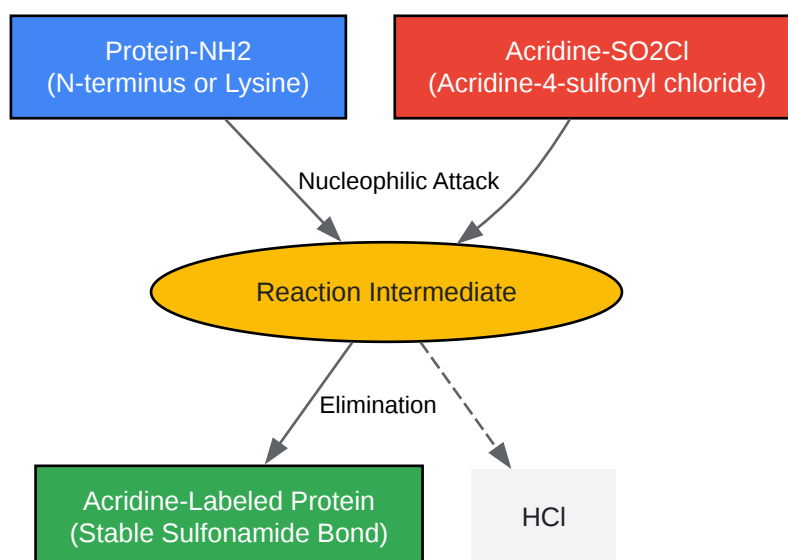 Protein-NH2
(N-terminus or Lysine)
Acridine-SO2Cl
(Acridine-4-sulfonyl chloride)
Nucleophilic Attack
Reaction Intermediate
Elimination
Acridine-Labeled Protein
(Stable Sulfonamide Bond)
HCl